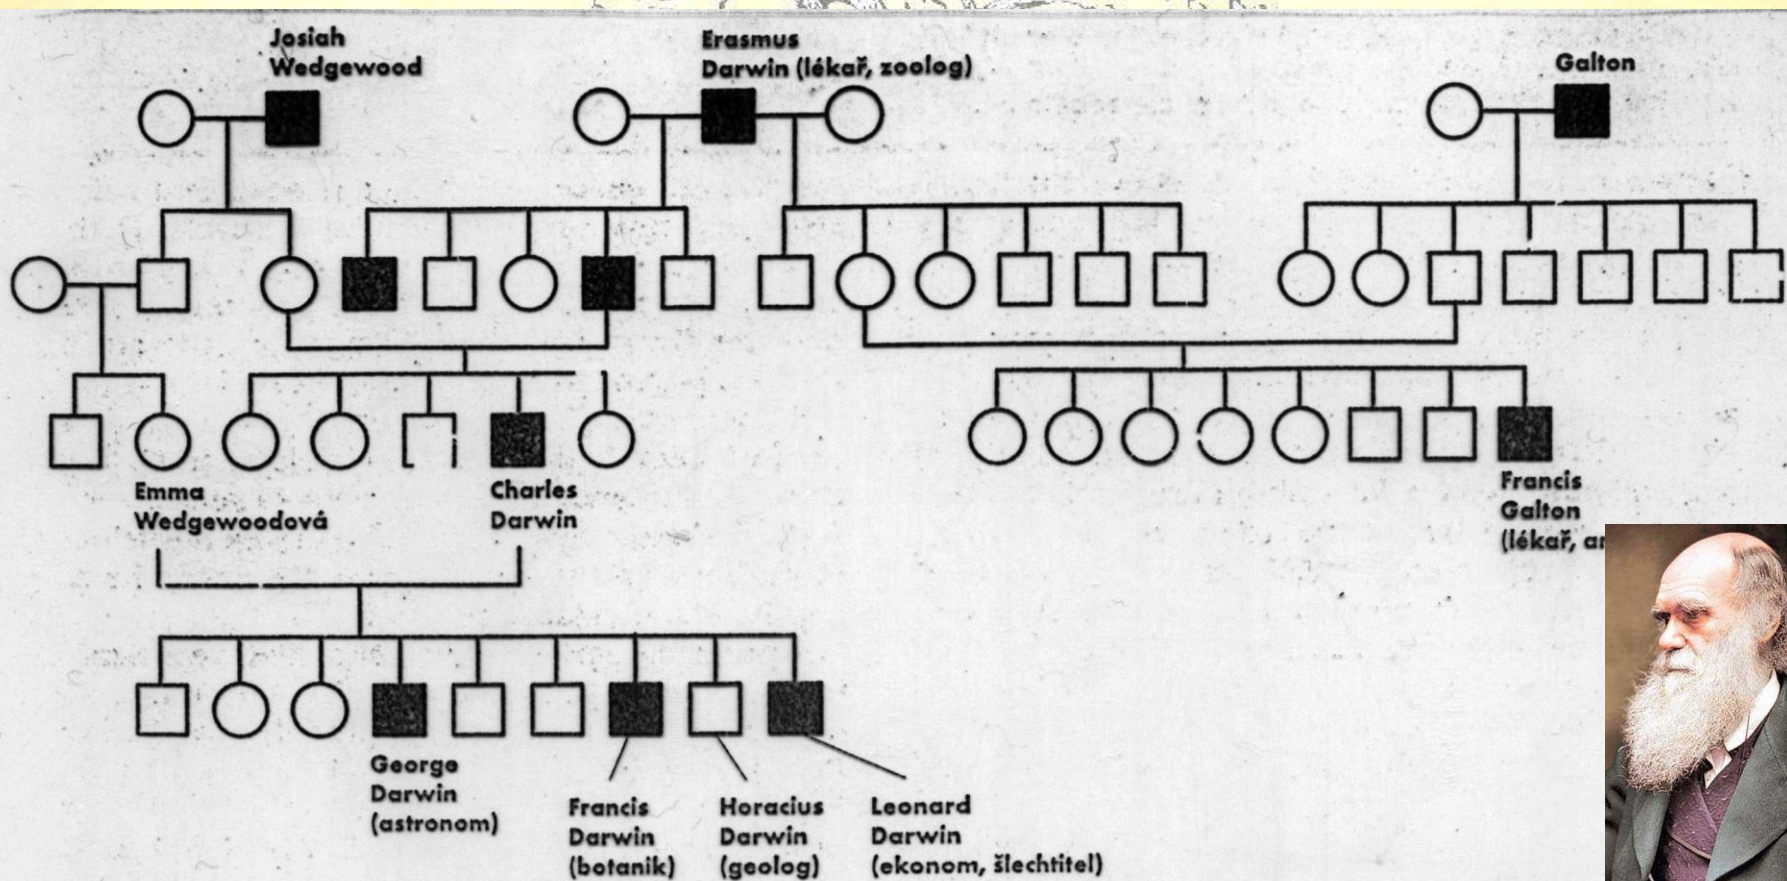 Josiah
Wedgewood
Erasmus
Darwin (lékař, zoolog)
Galton
Emma
Wedgewoodová
Charles
Darwin
Francis
Galton
(lékař,
George
Darwin
(astronom)
Francis
Darwin
(botanik)
Horacius
Darwin
(geolog)
Leonard
Darwin
(ekonom, šlechtitel)